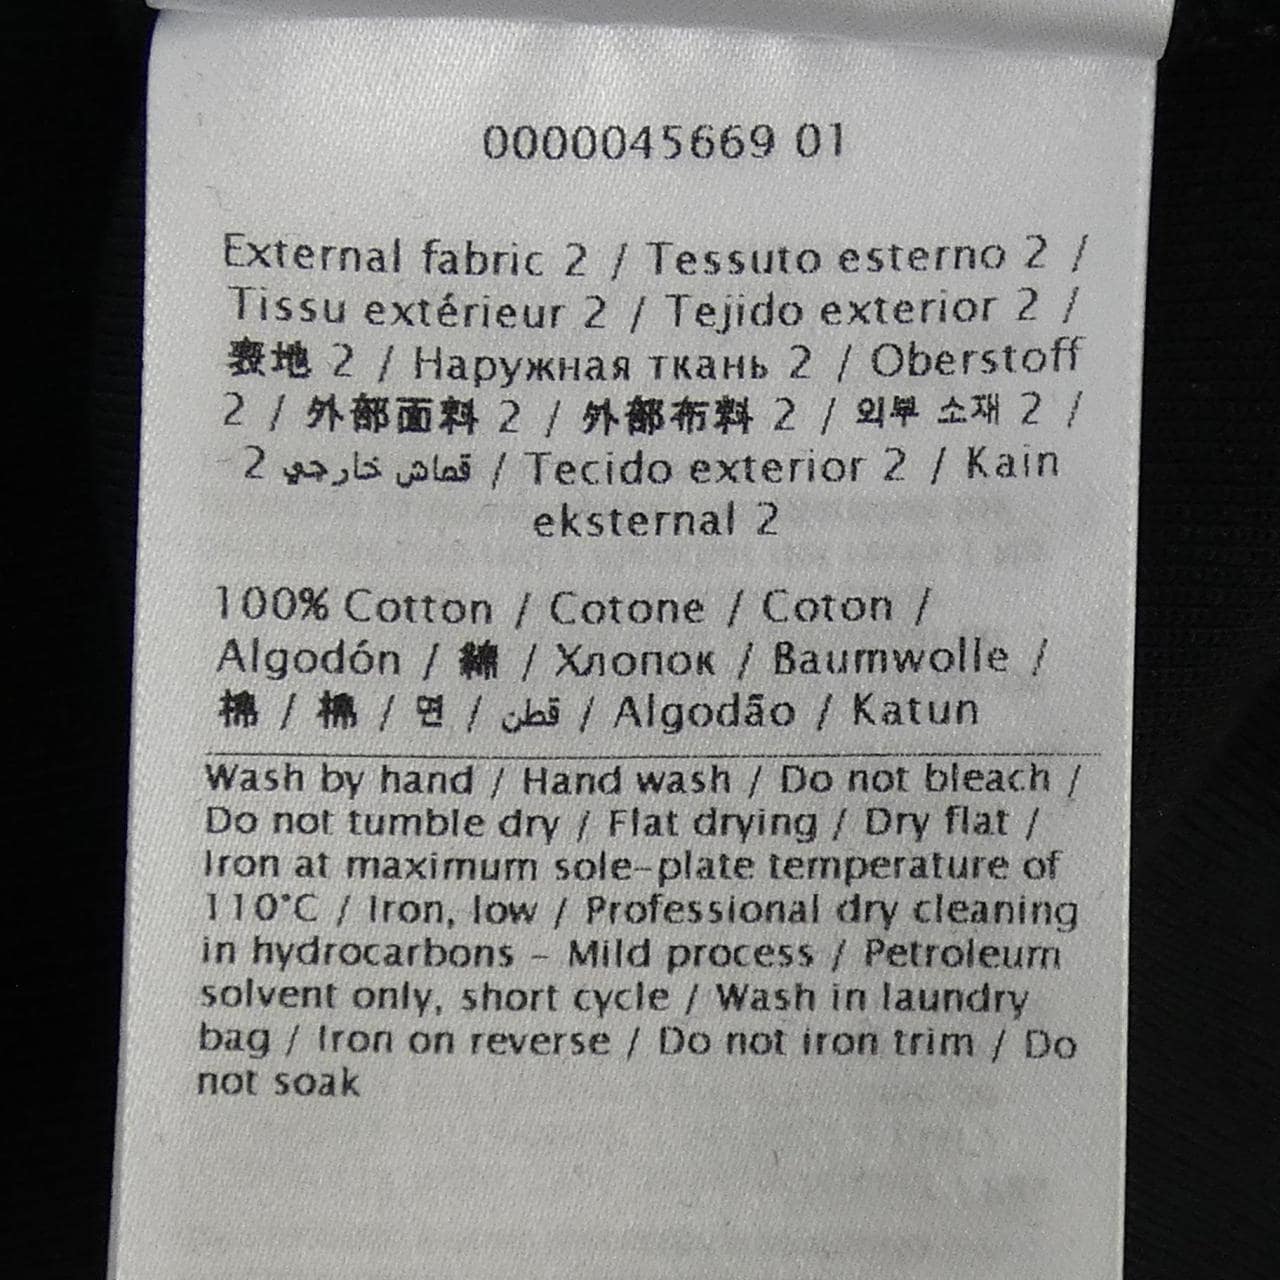 0000045669 01
External fabric 2 / Tessuto esterno 2 /
Tissu extérieur 2 / Tejido exterior 2 /
表地 2 / Наружная ткань 2 / Oberstoff
2 / 外部面料 2 / 外部布料 2 / 외부 소재 2 /
قماش خارجي 2 / Tecido exterior 2 / Kain
eksternal 2
100% Cotton / Cotone / Coton /
Algodón / 綿 / Хлопок / Baumwolle /
棉 / 棉 / 면 / قطن / Algodão / Katun
Wash by hand / Hand wash / Do not bleach /
Do not tumble dry / Flat drying / Dry flat /
Iron at maximum sole-plate temperature of
110°C / Iron, low / Professional dry cleaning
in hydrocarbons - Mild process / Petroleum
solvent only, short cycle / Wash in laundry
bag / Iron on reverse / Do not iron trim / Do
not soak